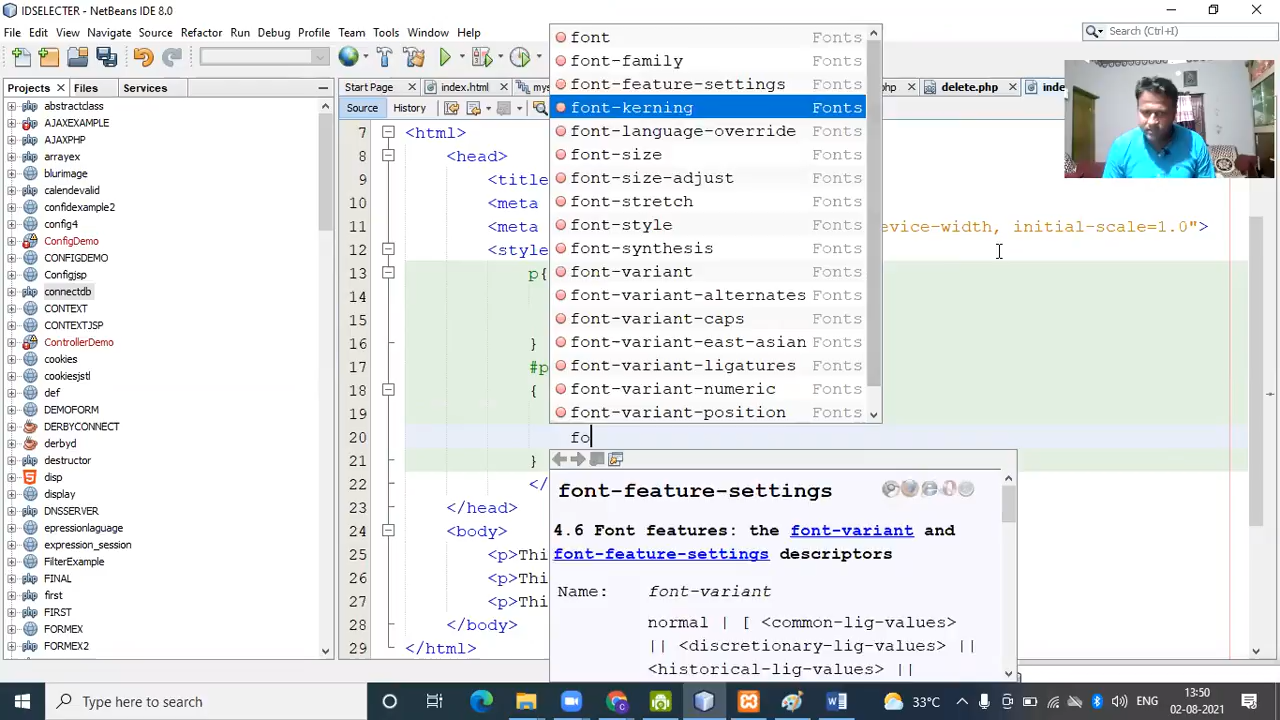 IDSELECTER - NetBeans IDE 8.0
File Edit View Navigate Source Refactor Run Debug Profile Team Tools Window Help
Search (Ctrl+I)
Projects Files Services
Start Page index.html mys php delete.php inde
Source History
abstractclass
AJAXEXAMPLE
AJAXPHP
arrayex
blurimage
calendevalid
confidexample2
config4
ConfigDemo
CONFIGDEMO
Configjsp
connectdb
CONTEXT
CONTEXTJSP
ControllerDemo
cookies
cookiesjstl
def
DEMOFORM
DERBYCONNECT
derbyd
destructor
disp
display
DNSSERVER
epressionlaguage
expression_session
FilterExample
FINAL
first
FIRST
FORMEX
FORMEX2
7 <html>
8 <head>
9 <title
10 <meta
11 <meta evice-width, initial-scale=1.0">
12 <style
13 p{
14
15
16 }
17 #p
18 {
19
20 fo
21 }
22 </
23 </head>
24 <body>
25 <p>Thi
26 <p>Thi
27 <p>Thi
28 </body>
29 </html>
font Fonts
font-family Fonts
font-feature-settings Fonts
font-kerning Fonts
font-language-override Fonts
font-size Fonts
font-size-adjust Fonts
font-stretch Fonts
font-style Fonts
font-synthesis Fonts
font-variant Fonts
font-variant-alternates Fonts
font-variant-caps Fonts
font-variant-east-asian Fonts
font-variant-ligatures Fonts
font-variant-numeric Fonts
font-variant-position Fonts
font-feature-settings
4.6 Font features: the font-variant and
font-feature-settings descriptors
Name: font-variant
normal | [ <common-lig-values>
|| <discretionary-lig-values> ||
<historical-lig-values> ||
Type here to search
33°C ENG
13:50
02-08-2021